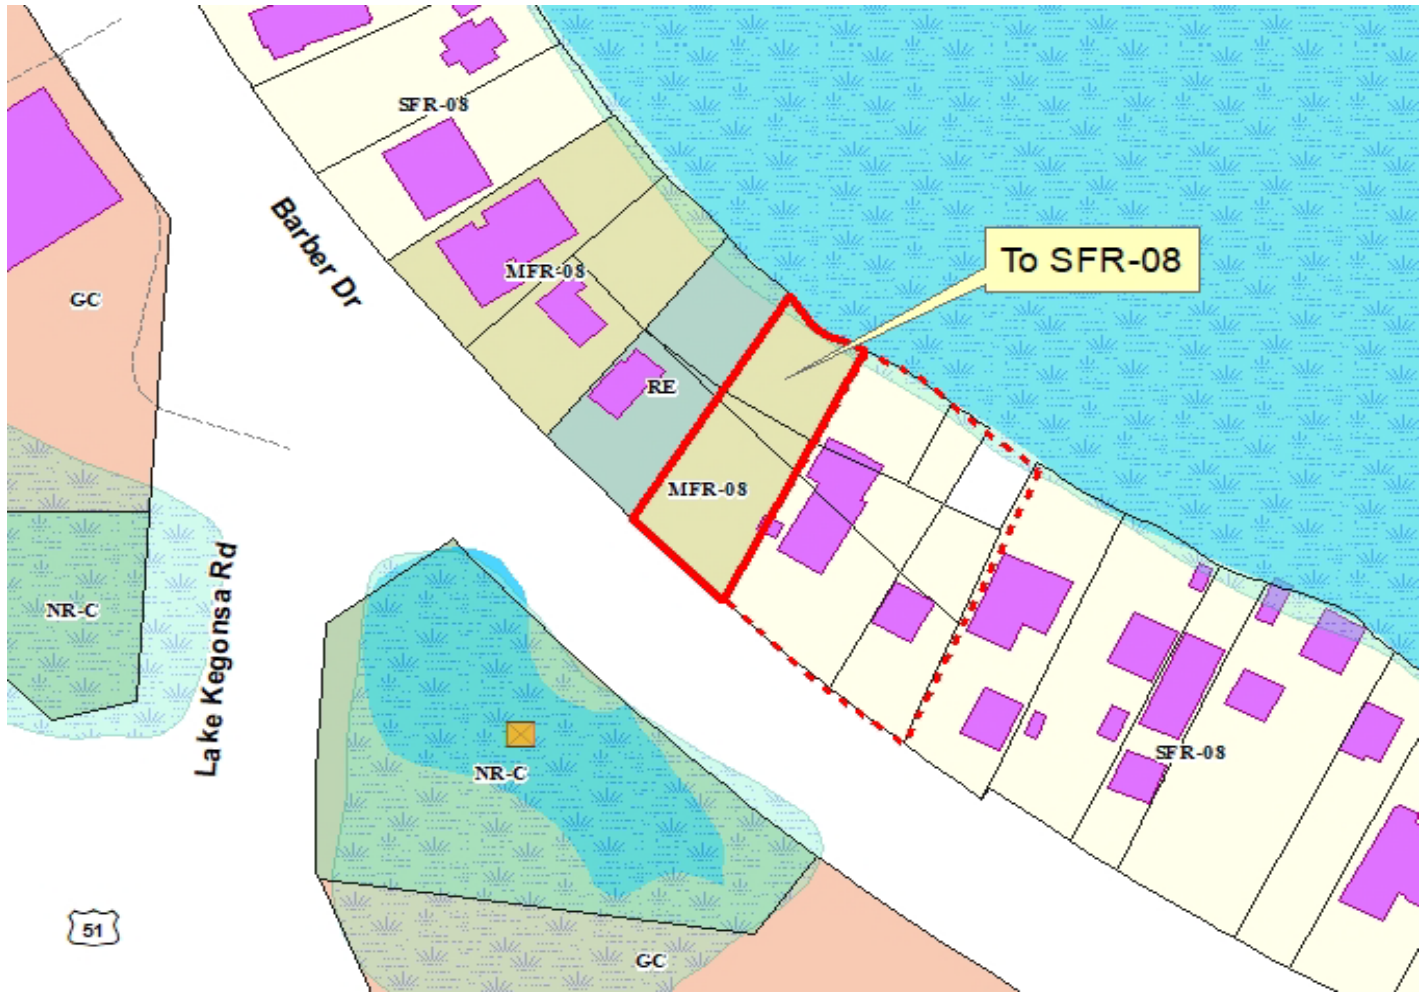 SFR-08
Barber Dr
To SFR-08
MFR-08
GC
RE
MFR-08
NR-C
Lake Kegonsa Rd
NR-C
SFR-08
51
GC